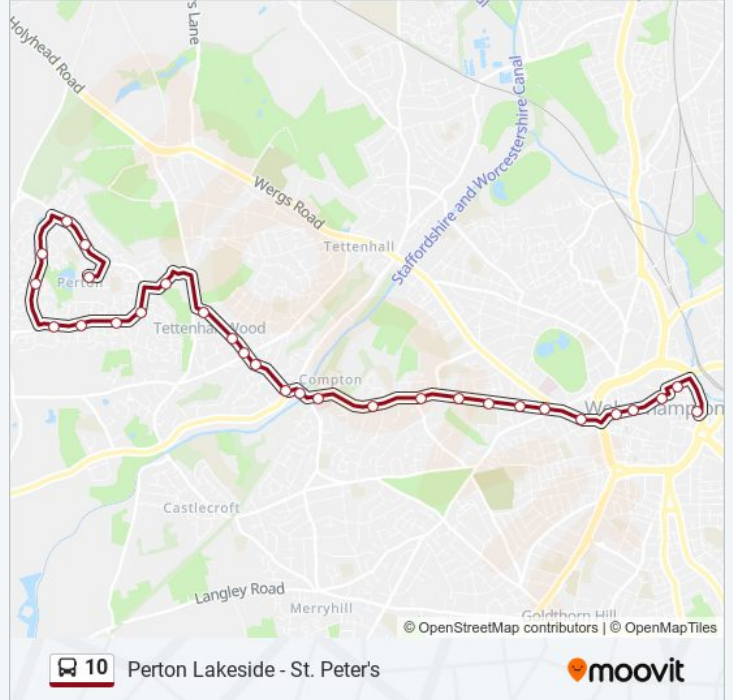 s Lane
Holyhead Road
Wergs Road
Staffordshire and Worcestershire Canal
Tettenhall
Perton
Tettenhall Wood
Compton
Wolverhampton
Castlecroft
Langley Road
Merryhill
Goldthorn Hill
© OpenStreetMap contributors | © OpenMapTiles
10 Perton Lakeside - St. Peter's
moovit